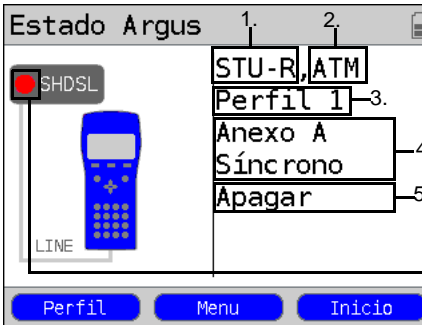 Estado Argus
1.
2.
SHDSL
STU-R,ATM
Perfil 1
3.
Anexo A
Síncrono
4
Apagar
5
LINE
Perfil
Menu
Inicio